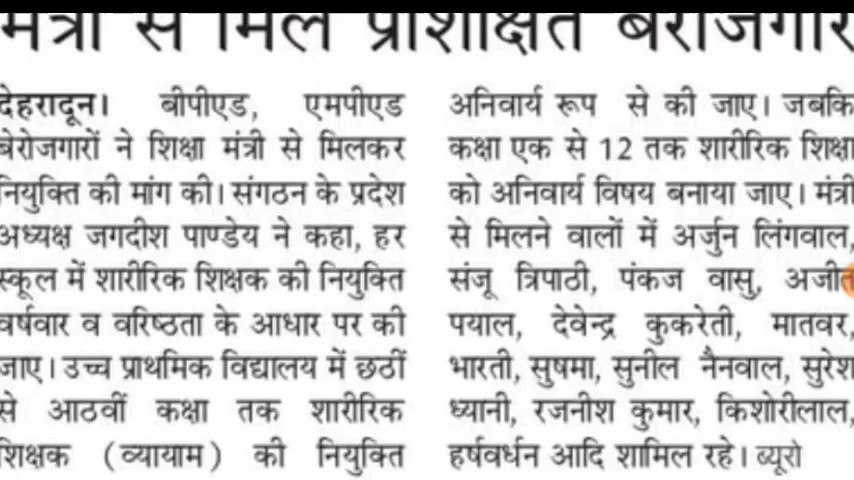 मंत्री से मिले प्रशिक्षित बेरोजगार
देहरादून। बीपीएड, एमपीएड
बेरोजगारों ने शिक्षा मंत्री से मिलकर
नियुक्ति की मांग की। संगठन के प्रदेश
अध्यक्ष जगदीश पाण्डेय ने कहा, हर
स्कूल में शारीरिक शिक्षक की नियुक्ति
वर्षवार व वरिष्ठता के आधार पर की
जाए। उच्च प्राथमिक विद्यालय में छठीं
से आठवीं कक्षा तक शारीरिक
शिक्षक (व्यायाम) की नियुक्ति
अनिवार्य रूप से की जाए। जबकि
कक्षा एक से 12 तक शारीरिक शिक्षा
को अनिवार्य विषय बनाया जाए। मंत्री
से मिलने वालों में अर्जुन लिंगवाल,
संजू त्रिपाठी, पंकज वासु, अजीत
पयाल, देवेन्द्र कुकरेती, मातवर,
भारती, सुषमा, सुनील नैनवाल, सुरेश
ध्यानी, रजनीश कुमार, किशोरीलाल,
हर्षवर्धन आदि शामिल रहे। ब्यूरो